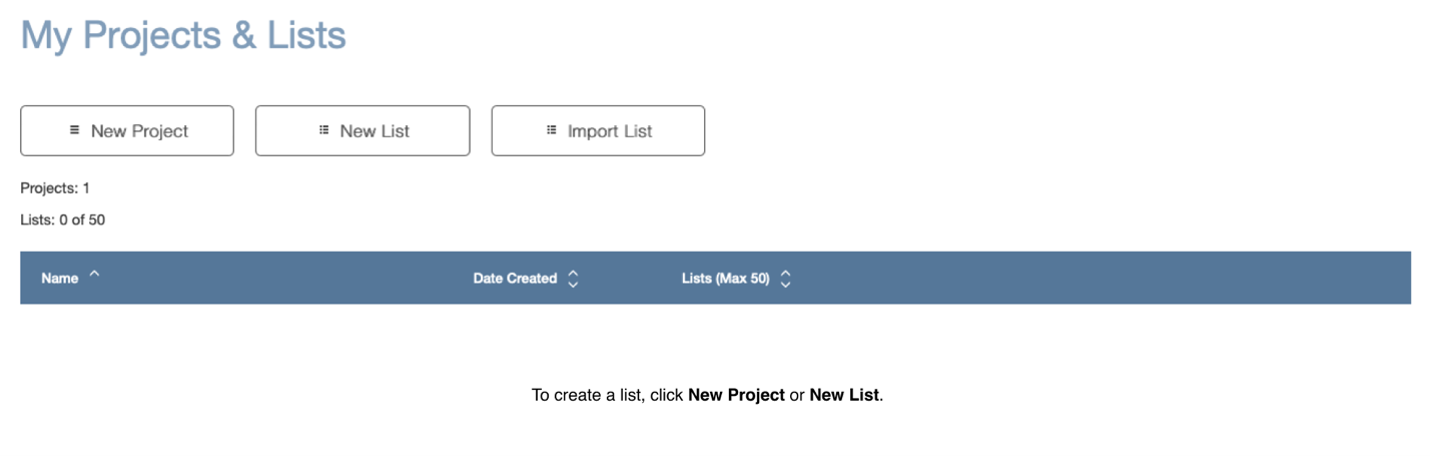 My Projects & Lists
New Project New List Import List
Projects: 1
Lists: 0 of 50
Name Date Created Lists (Max 50)
To create a list, click New Project or New List.